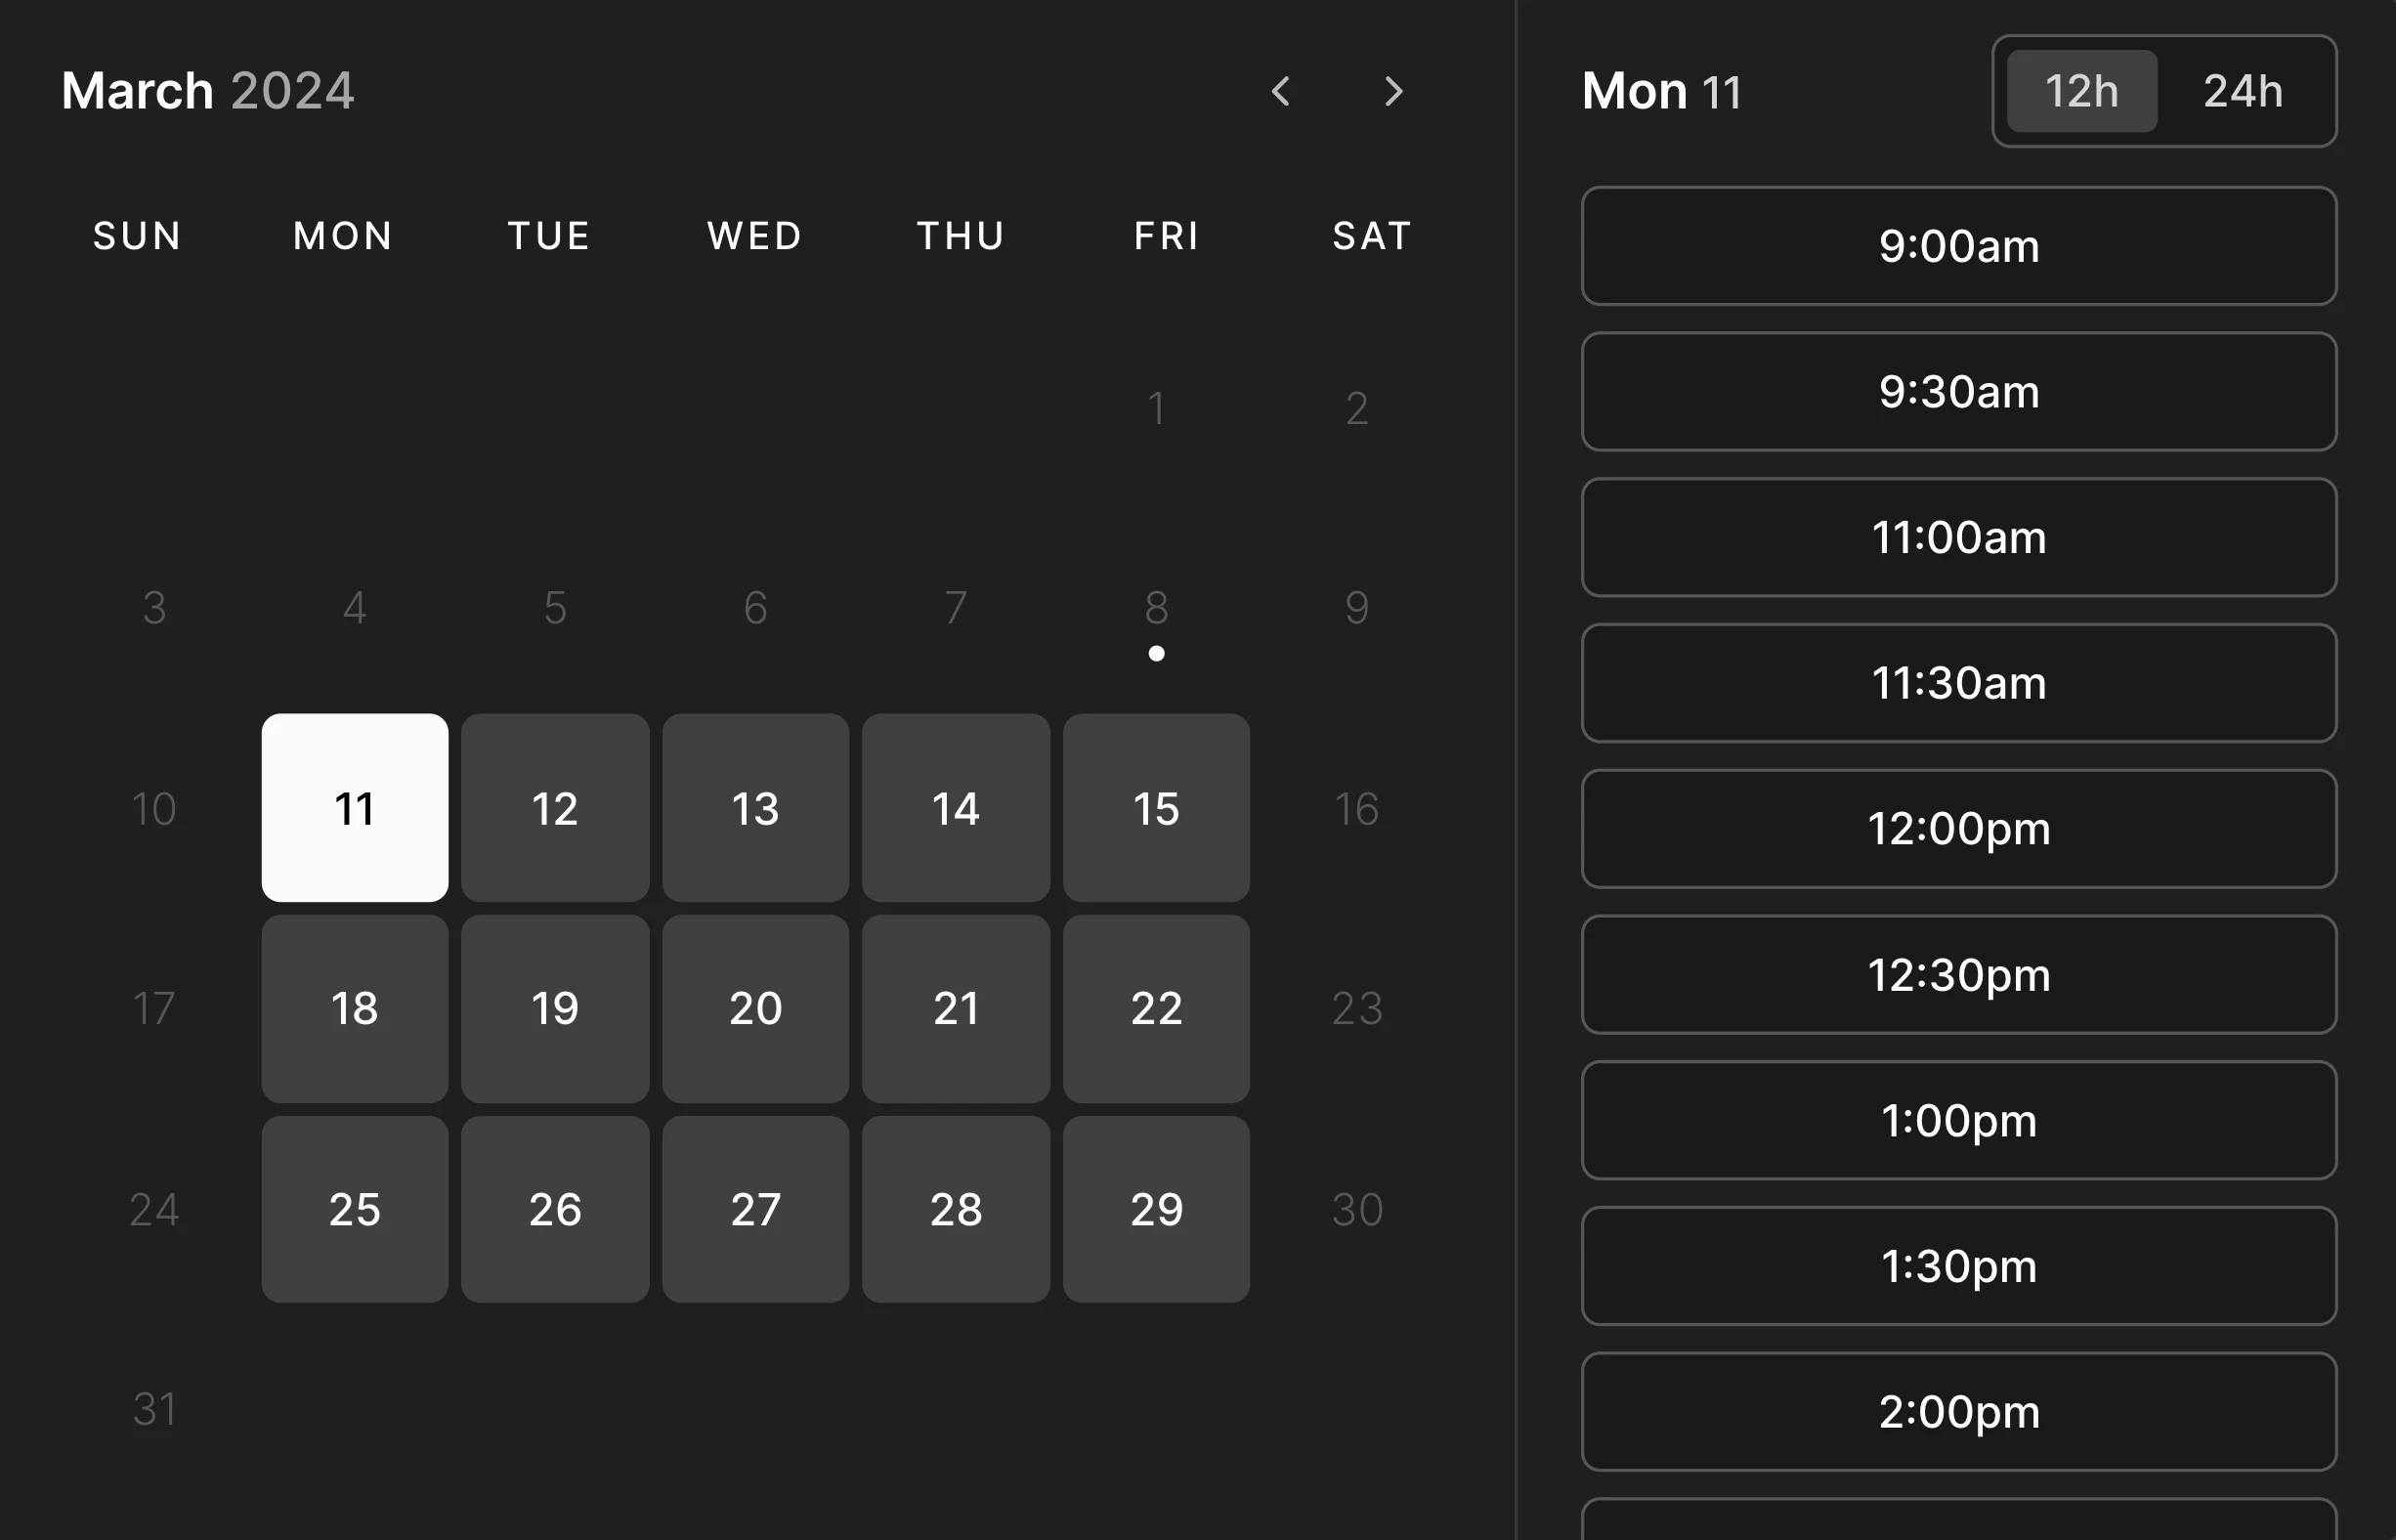 March 2024
SUN MON TUE WED THU FRI SAT
1 2
3 4 5 6 7 8 9
10 11 12 13 14 15 16
17 18 19 20 21 22 23
24 25 26 27 28 29 30
31
Mon 11
12h 24h
9:00am
9:30am
11:00am
11:30am
12:00pm
12:30pm
1:00pm
1:30pm
2:00pm